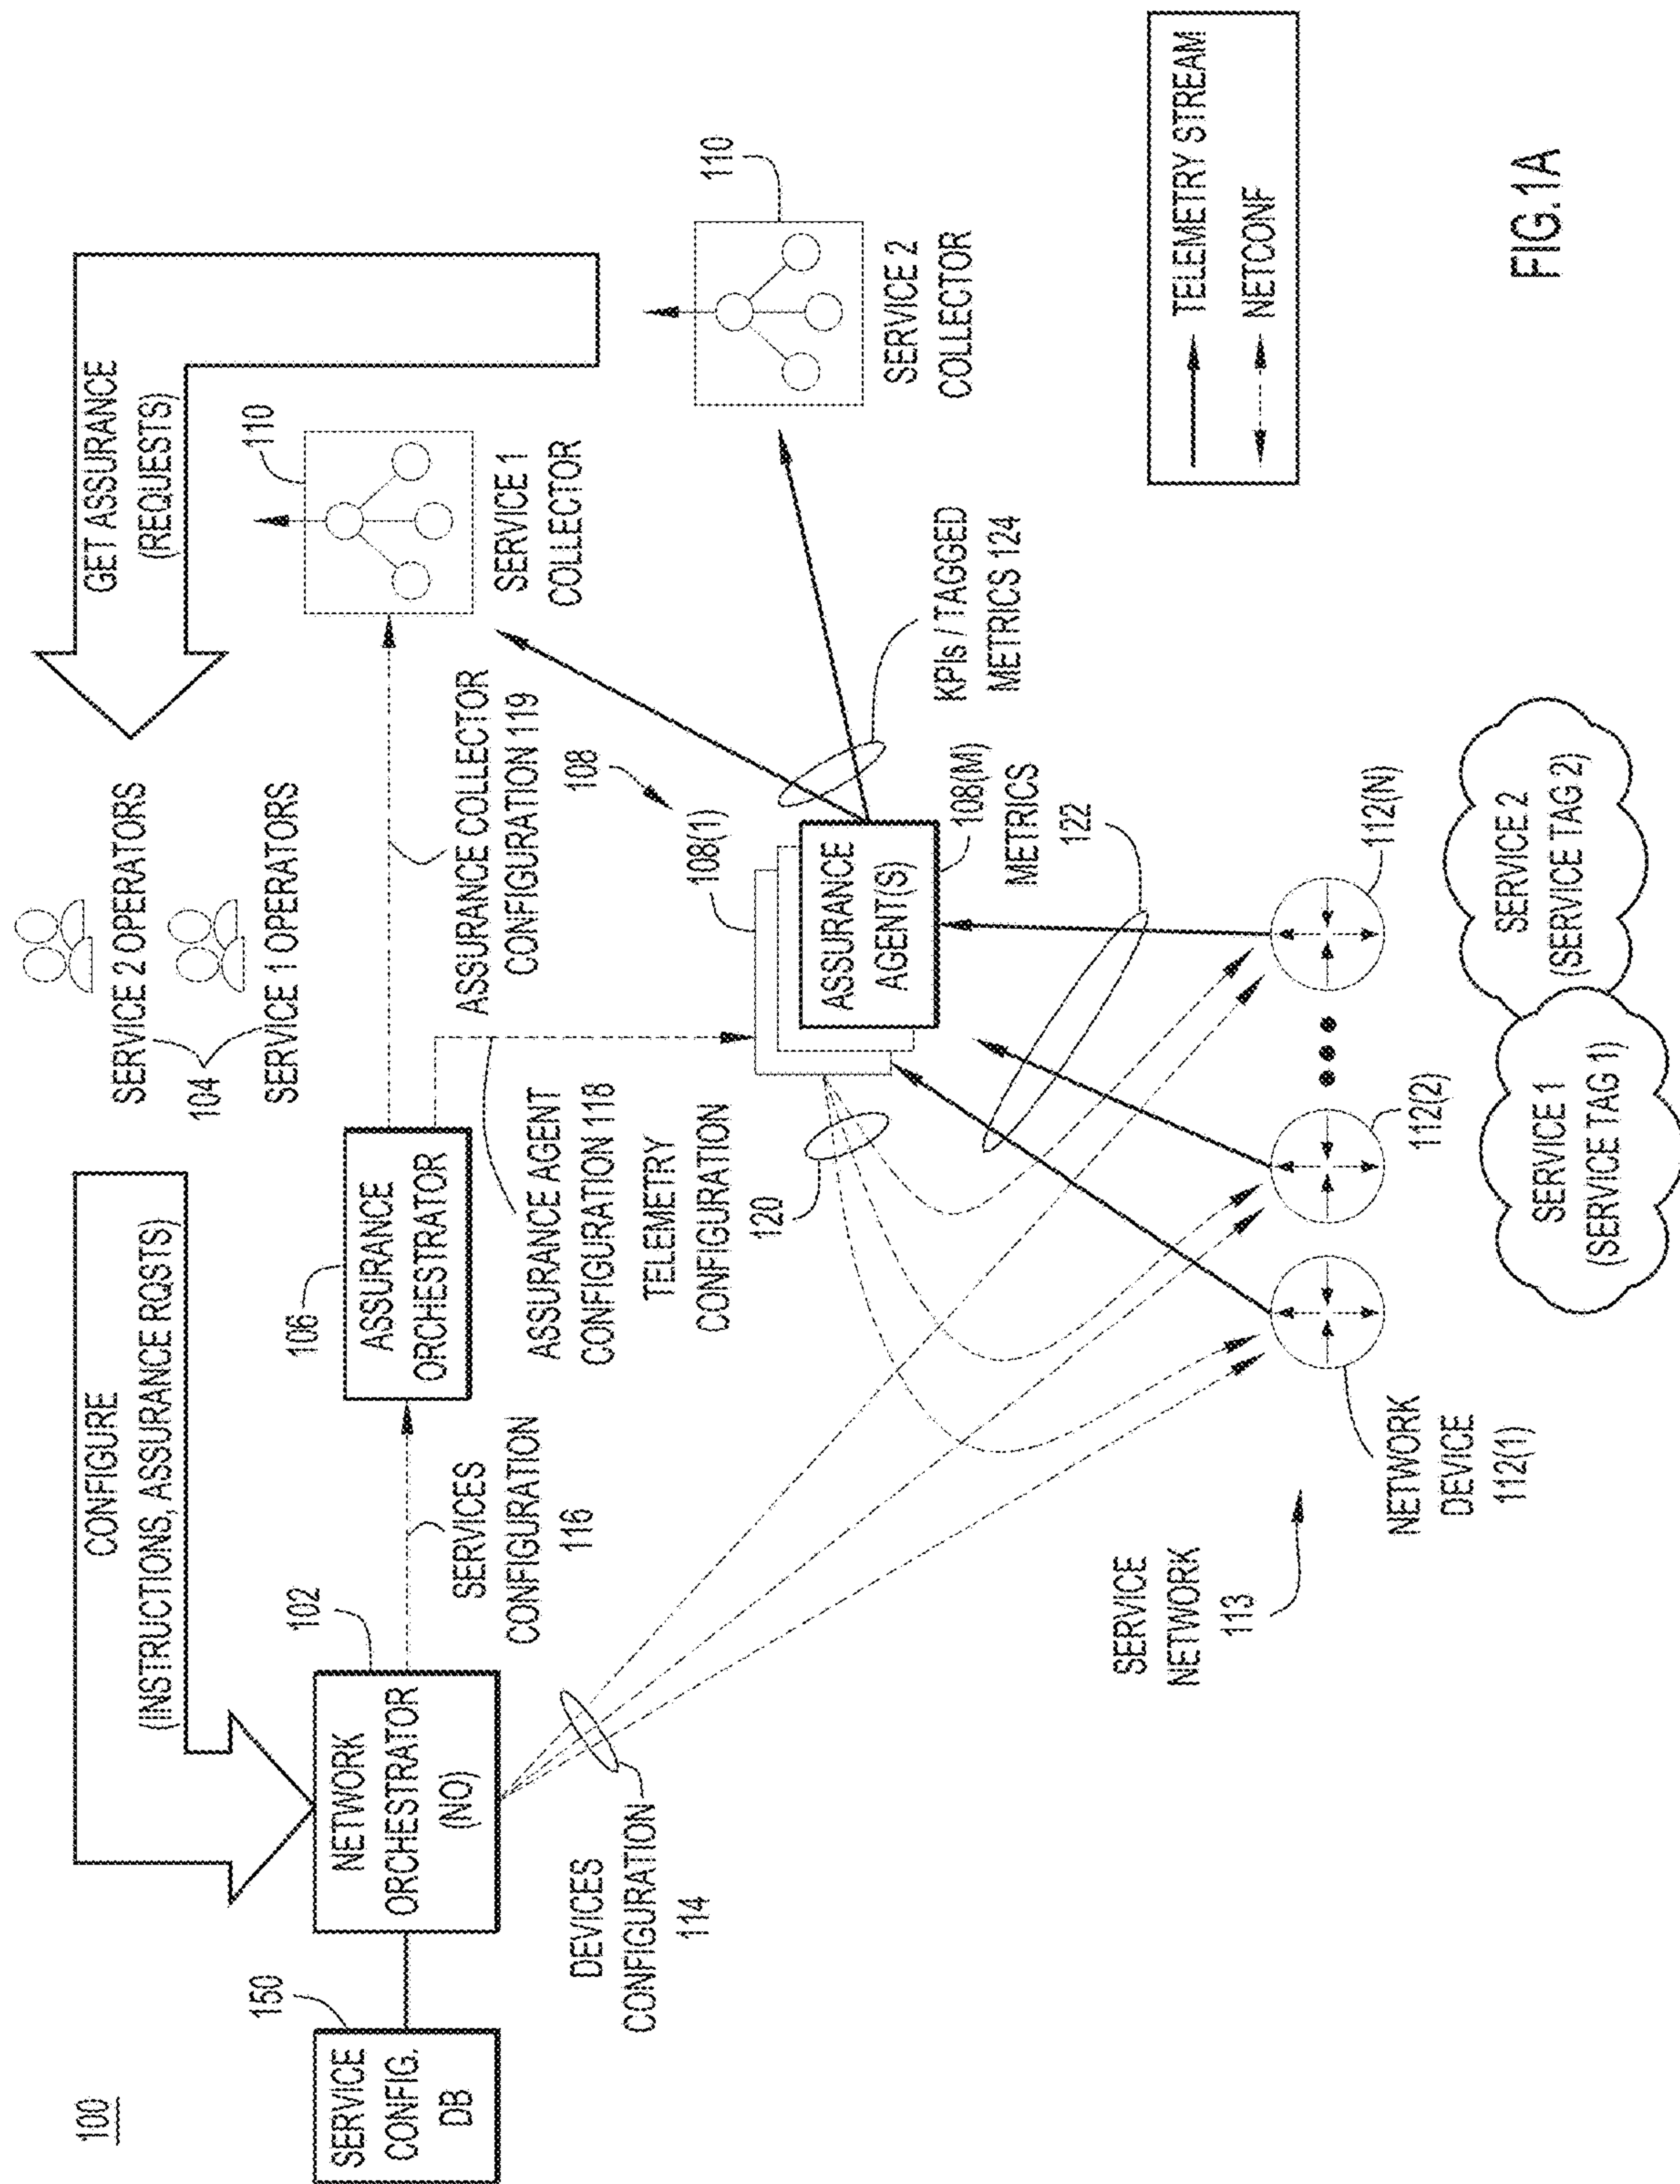 100
CONFIGURE
(INSTRUCTIONS, ASSURANCE RQSTS)
SERVICE 2 OPERATORS
104
SERVICE 1 OPERATORS
GET ASSURANCE
(REQUESTS)
150
SERVICE
CONFIG.
DB
102
NETWORK
ORCHESTRATOR
(NO)
SERVICES
CONFIGURATION
116
106
ASSURANCE
ORCHESTRATOR
ASSURANCE COLLECTOR
CONFIGURATION 119
110
SERVICE 1
COLLECTOR
110
SERVICE 2
COLLECTOR
ASSURANCE AGENT
CONFIGURATION 118
TELEMETRY
CONFIGURATION
120
108
108(1)
ASSURANCE
AGENT(S)
108(M)
KPIs / TAGGED
METRICS 124
METRICS
122
DEVICES
CONFIGURATION
114
SERVICE
NETWORK
113
NETWORK
DEVICE
112(1)
112(2)
112(N)
SERVICE 1
(SERVICE TAG 1)
SERVICE 2
(SERVICE TAG 2)
TELEMETRY STREAM
NETCONF
FIG.1A